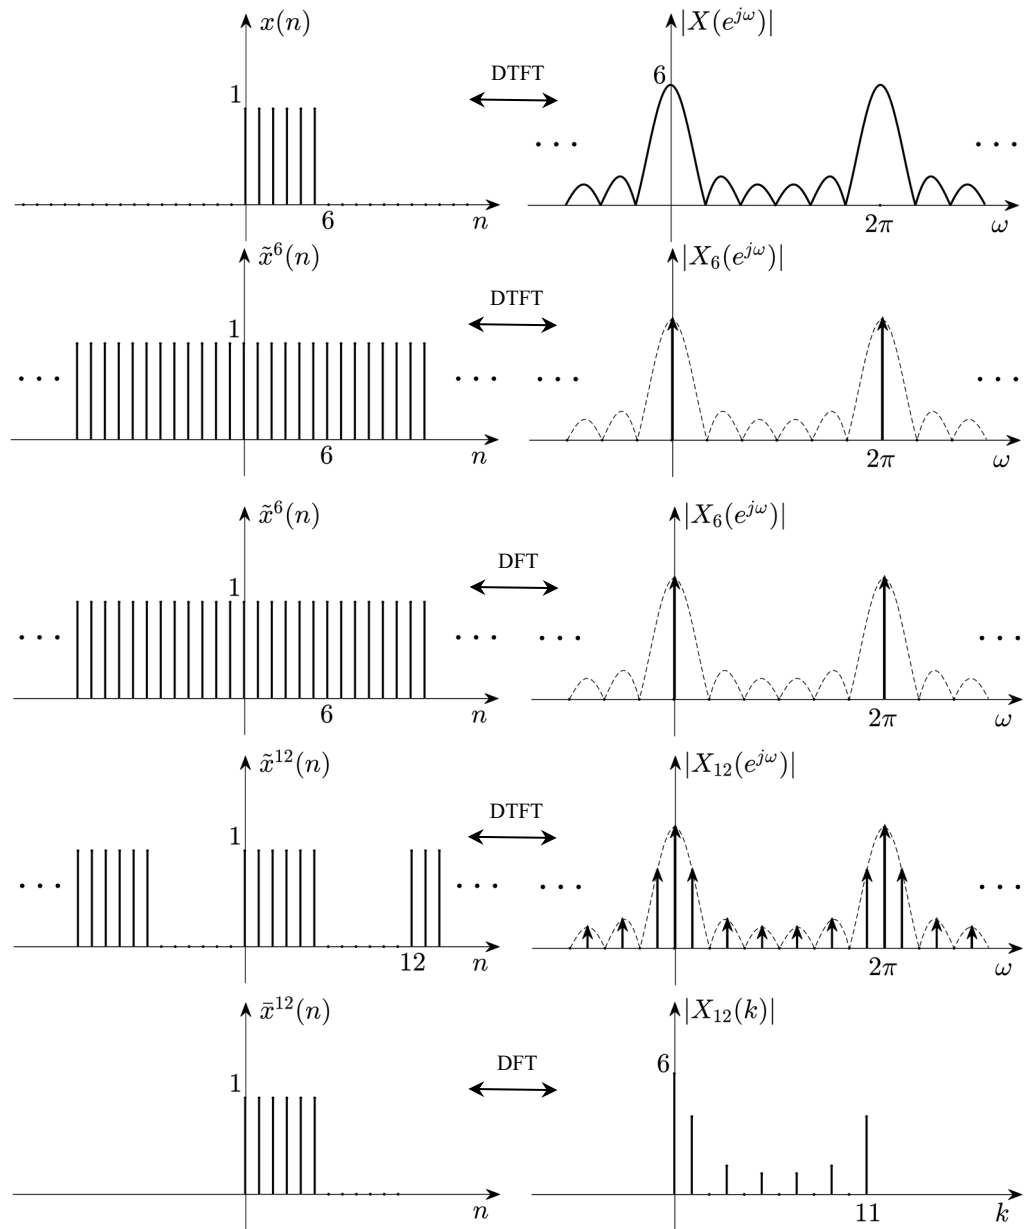 x(n) |X(e^{jω})|
DTFT
1 6
6 n 2π ω
x̃^6(n) |X_6(e^{jω})|
DTFT
1
6 n 2π ω
x̃^6(n) |X_6(e^{jω})|
DFT
1
6 n 2π ω
x̃^{12}(n) |X_{12}(e^{jω})|
DTFT
1
12 n 2π ω
x̄^{12}(n) |X_{12}(k)|
DFT
1 6
n 11 k